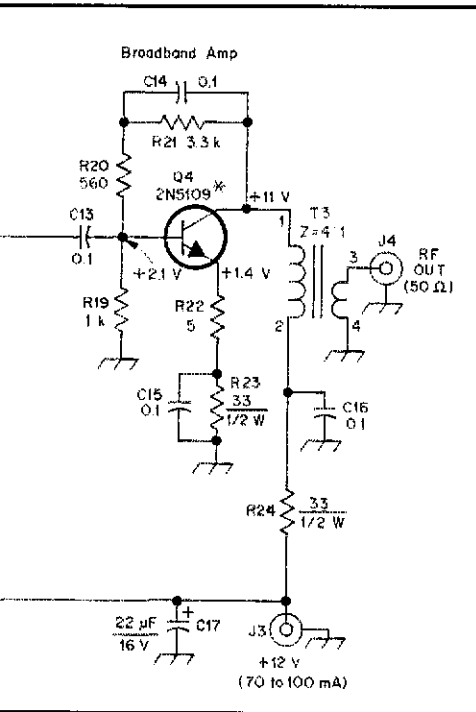 Broadband Amp
C14 0.1
R21 3.3 k
R20
560
Q4
2N5109 *
+11 V
C13
0.1
+2.1 V
+1.4 V
1
T3
Z=4:1
3
J4
RF
OUT
(50 Ω)
R19
1 k
R22
5
2
4
C15
0.1
R23
33
1/2 W
C16
0.1
R24
33
1/2 W
22 µF
16 V
+
C17
J3
+12 V
(70 to 100 mA)